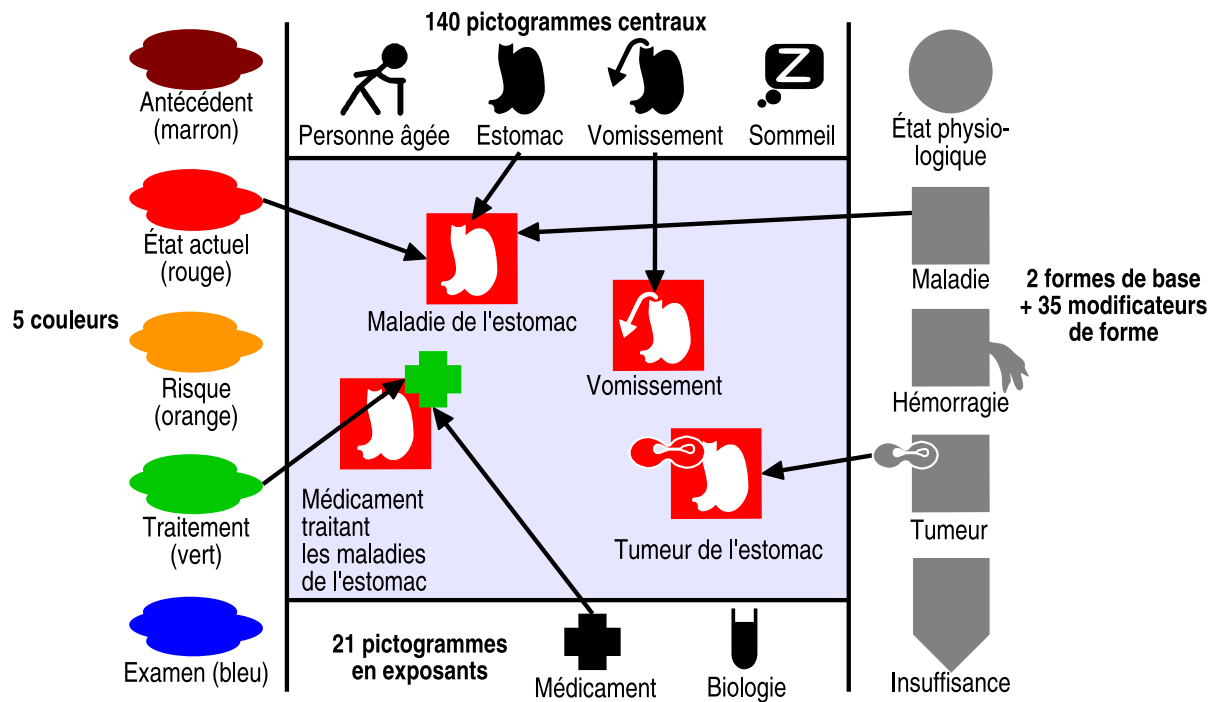 140 pictogrammes centraux
Personne âgée
Estomac
Vomissement
Sommeil
Z
5 couleurs
Antécédent
(marron)
État actuel
(rouge)
Risque
(orange)
Traitement
(vert)
Examen (bleu)
Maladie de l'estomac
Vomissement
Médicament
traitant
les maladies
de l'estomac
Tumeur de l'estomac
21 pictogrammes
en exposants
Médicament
Biologie
État physio-
logique
Maladie
Hémorragie
Tumeur
Insuffisance
2 formes de base
+ 35 modificateurs
de forme